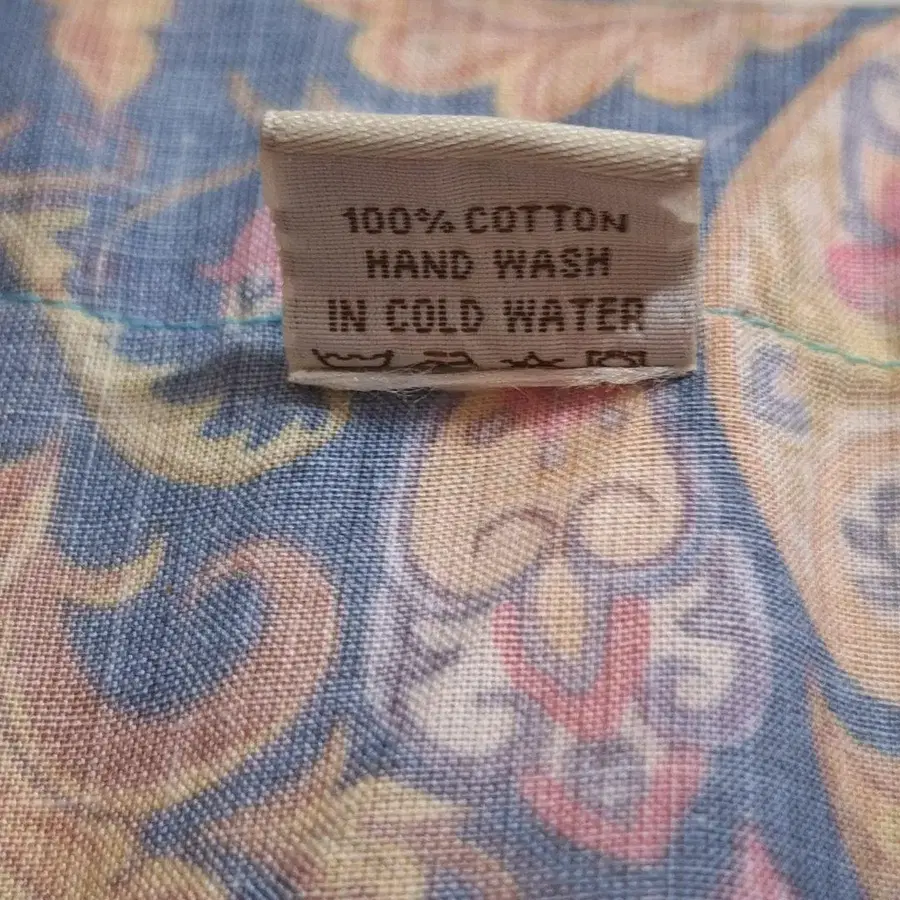 100% COTTON
HAND WASH
IN COLD WATER